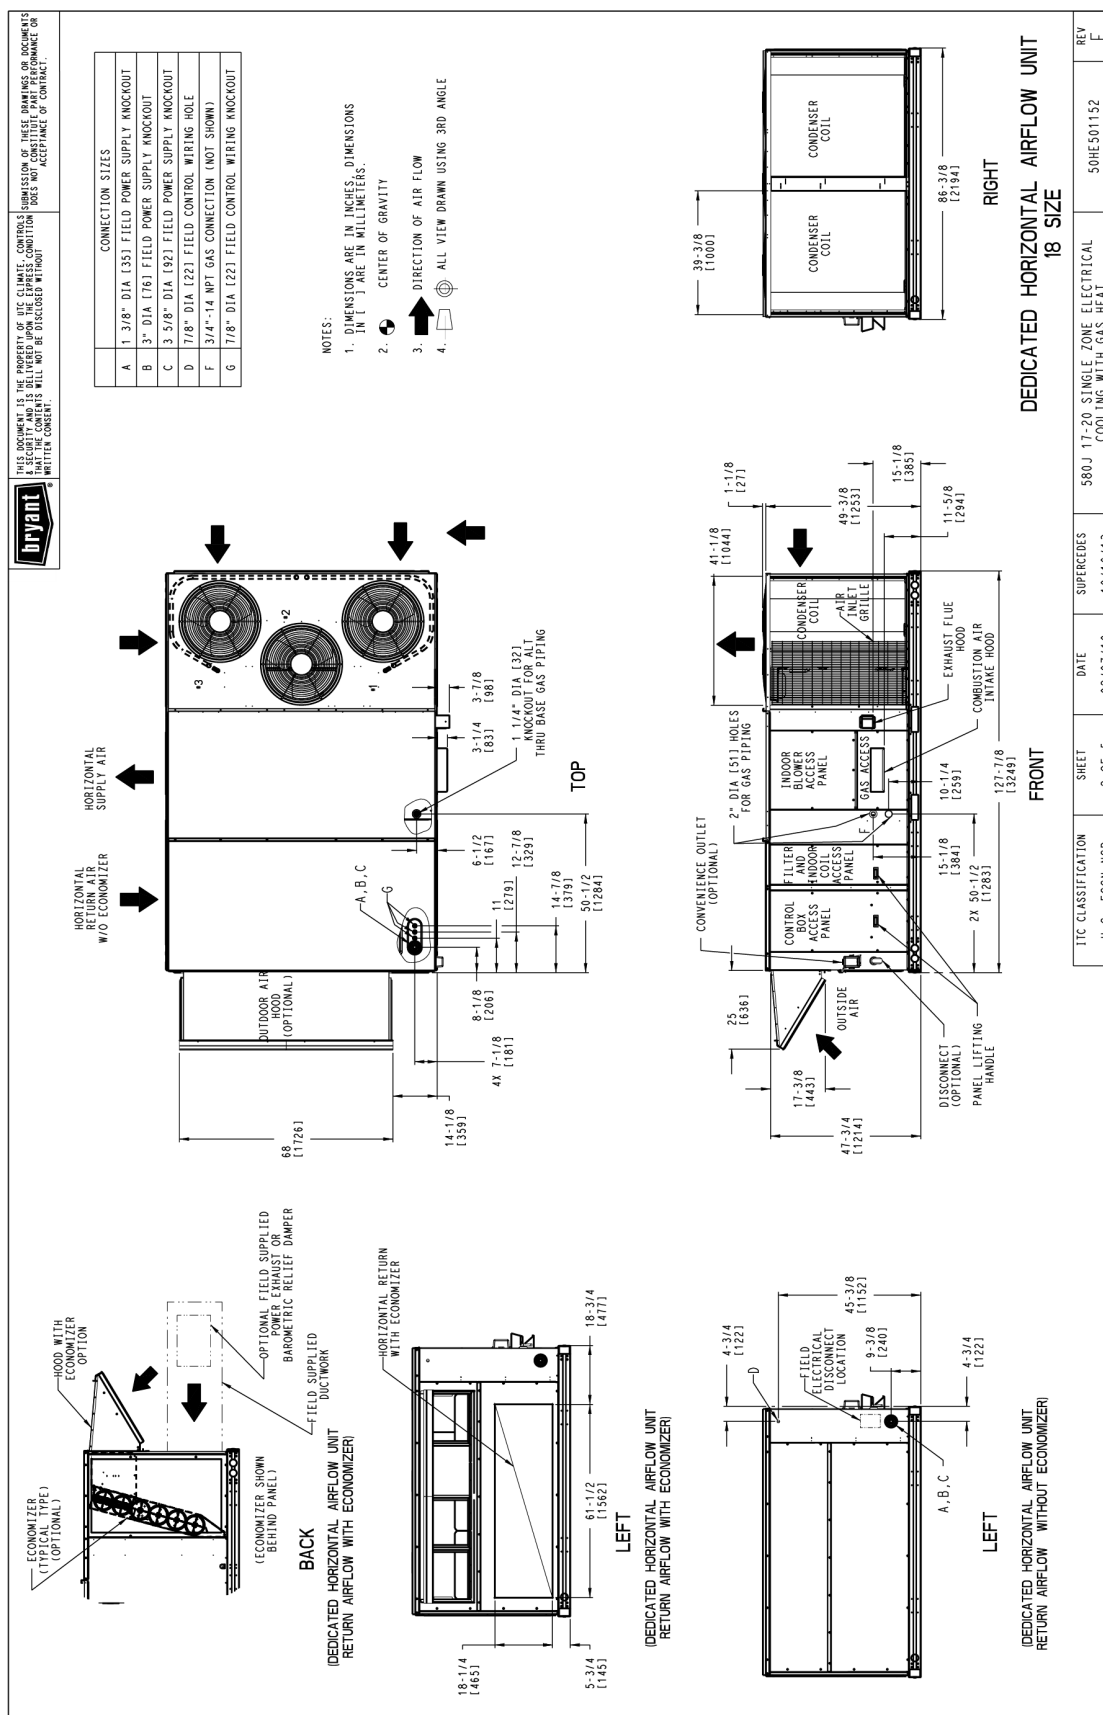 bryant
®
THIS DOCUMENT IS THE PROPERTY OF UTC CLIMATE, CONTROLS
& SECURITY AND IS DELIVERED UPON THE EXPRESS CONDITION
THAT THE CONTENTS WILL NOT BE DISCLOSED WITHOUT
WRITTEN CONSENT.
SUBMISSION OF THESE DRAWINGS OR DOCUMENTS
DOES NOT CONSTITUTE PART PERFORMANCE OR
ACCEPTANCE OF CONTRACT.
CONNECTION SIZES
A 1 3/8" DIA [35] FIELD POWER SUPPLY KNOCKOUT
B 3" DIA [76] FIELD POWER SUPPLY KNOCKOUT
C 3 5/8" DIA [92] FIELD POWER SUPPLY KNOCKOUT
D 7/8" DIA [22] FIELD CONTROL WIRING HOLE
F 3/4"-14 NPT GAS CONNECTION (NOT SHOWN)
G 7/8" DIA [22] FIELD CONTROL WIRING KNOCKOUT
NOTES:
1. DIMENSIONS ARE IN INCHES, DIMENSIONS
IN [ ] ARE IN MILLIMETERS.
2. CENTER OF GRAVITY
3. DIRECTION OF AIR FLOW
4. ALL VIEW DRAWN USING 3RD ANGLE
ECONOMIZER
(TYPICAL TYPE)
(OPTIONAL)
HOOD WITH
ECONOMIZER
OPTION
OPTIONAL FIELD SUPPLIED
POWER EXHAUST OR
BAROMETRIC RELIEF DAMPER
FIELD SUPPLIED
DUCTWORK
(ECONOMIZER SHOWN
BEHIND PANEL)
BACK
(DEDICATED HORIZONTAL AIRFLOW UNIT
RETURN AIRFLOW WITH ECONOMIZER)
HORIZONTAL
RETURN AIR
W/O ECONOMIZER
HORIZONTAL
SUPPLY AIR
OUTDOOR AIR
HOOD
(OPTIONAL)
68
[1726]
14-1/8
[359]
4X 7-1/8
[181]
8-1/8
[206]
11
[279]
12-7/8
[329]
14-7/8
[379]
50-1/2
[1284]
6-1/2
[167]
3-1/4
[83]
3-7/8
[98]
A,B,C
G
#3
#2
#1
1 1/4" DIA [32]
KNOCKOUT FOR ALT
THRU BASE GAS PIPING
TOP
HORIZONTAL RETURN
WITH ECONOMIZER
18-1/4
[465]
5-3/4
[145]
61-1/2
[1562]
18-3/4
[477]
LEFT
(DEDICATED HORIZONTAL AIRFLOW UNIT
RETURN AIRFLOW WITH ECONOMIZER)
4-3/4
[122]
D
FIELD
ELECTRICAL
DISCONNECT
LOCATION
45-3/8
[1152]
9-3/8
[240]
4-3/4
[122]
A,B,C
LEFT
(DEDICATED HORIZONTAL AIRFLOW UNIT
RETURN AIRFLOW WITHOUT ECONOMIZER)
CONVENIENCE OUTLET
(OPTIONAL)
2" DIA [51] HOLES
FOR GAS PIPING
41-1/8
[1044]
1-1/8
[27]
25
[636]
17-3/8
[443]
47-3/4
[1214]
OUTSIDE
AIR
DISCONNECT
(OPTIONAL)
PANEL LIFTING
HANDLE
CONTROL
BOX
ACCESS
PANEL
FILTER
AND
INDOOR
COIL
ACCESS
PANEL
INDOOR
BLOWER
ACCESS
PANEL
GAS ACCESS
F
CONDENSER
COIL
AIR
INLET
GRILLE
EXHAUST FLUE
HOOD
COMBUSTION AIR
INTAKE HOOD
49-3/8
[1253]
15-1/8
[385]
11-5/8
[294]
10-1/4
[259]
15-1/8
[384]
2X 50-1/2
[1283]
127-7/8
[3249]
FRONT
39-3/8
[1000]
CONDENSER
COIL
CONDENSER
COIL
86-3/8
[2194]
RIGHT
DEDICATED HORIZONTAL AIRFLOW UNIT
18 SIZE
ITC CLASSIFICATION
SHEET
DATE
SUPERCEDES
580J 17-20 SINGLE ZONE ELECTRICAL
COOLING WITH GAS HEAT
50HE501152
REV